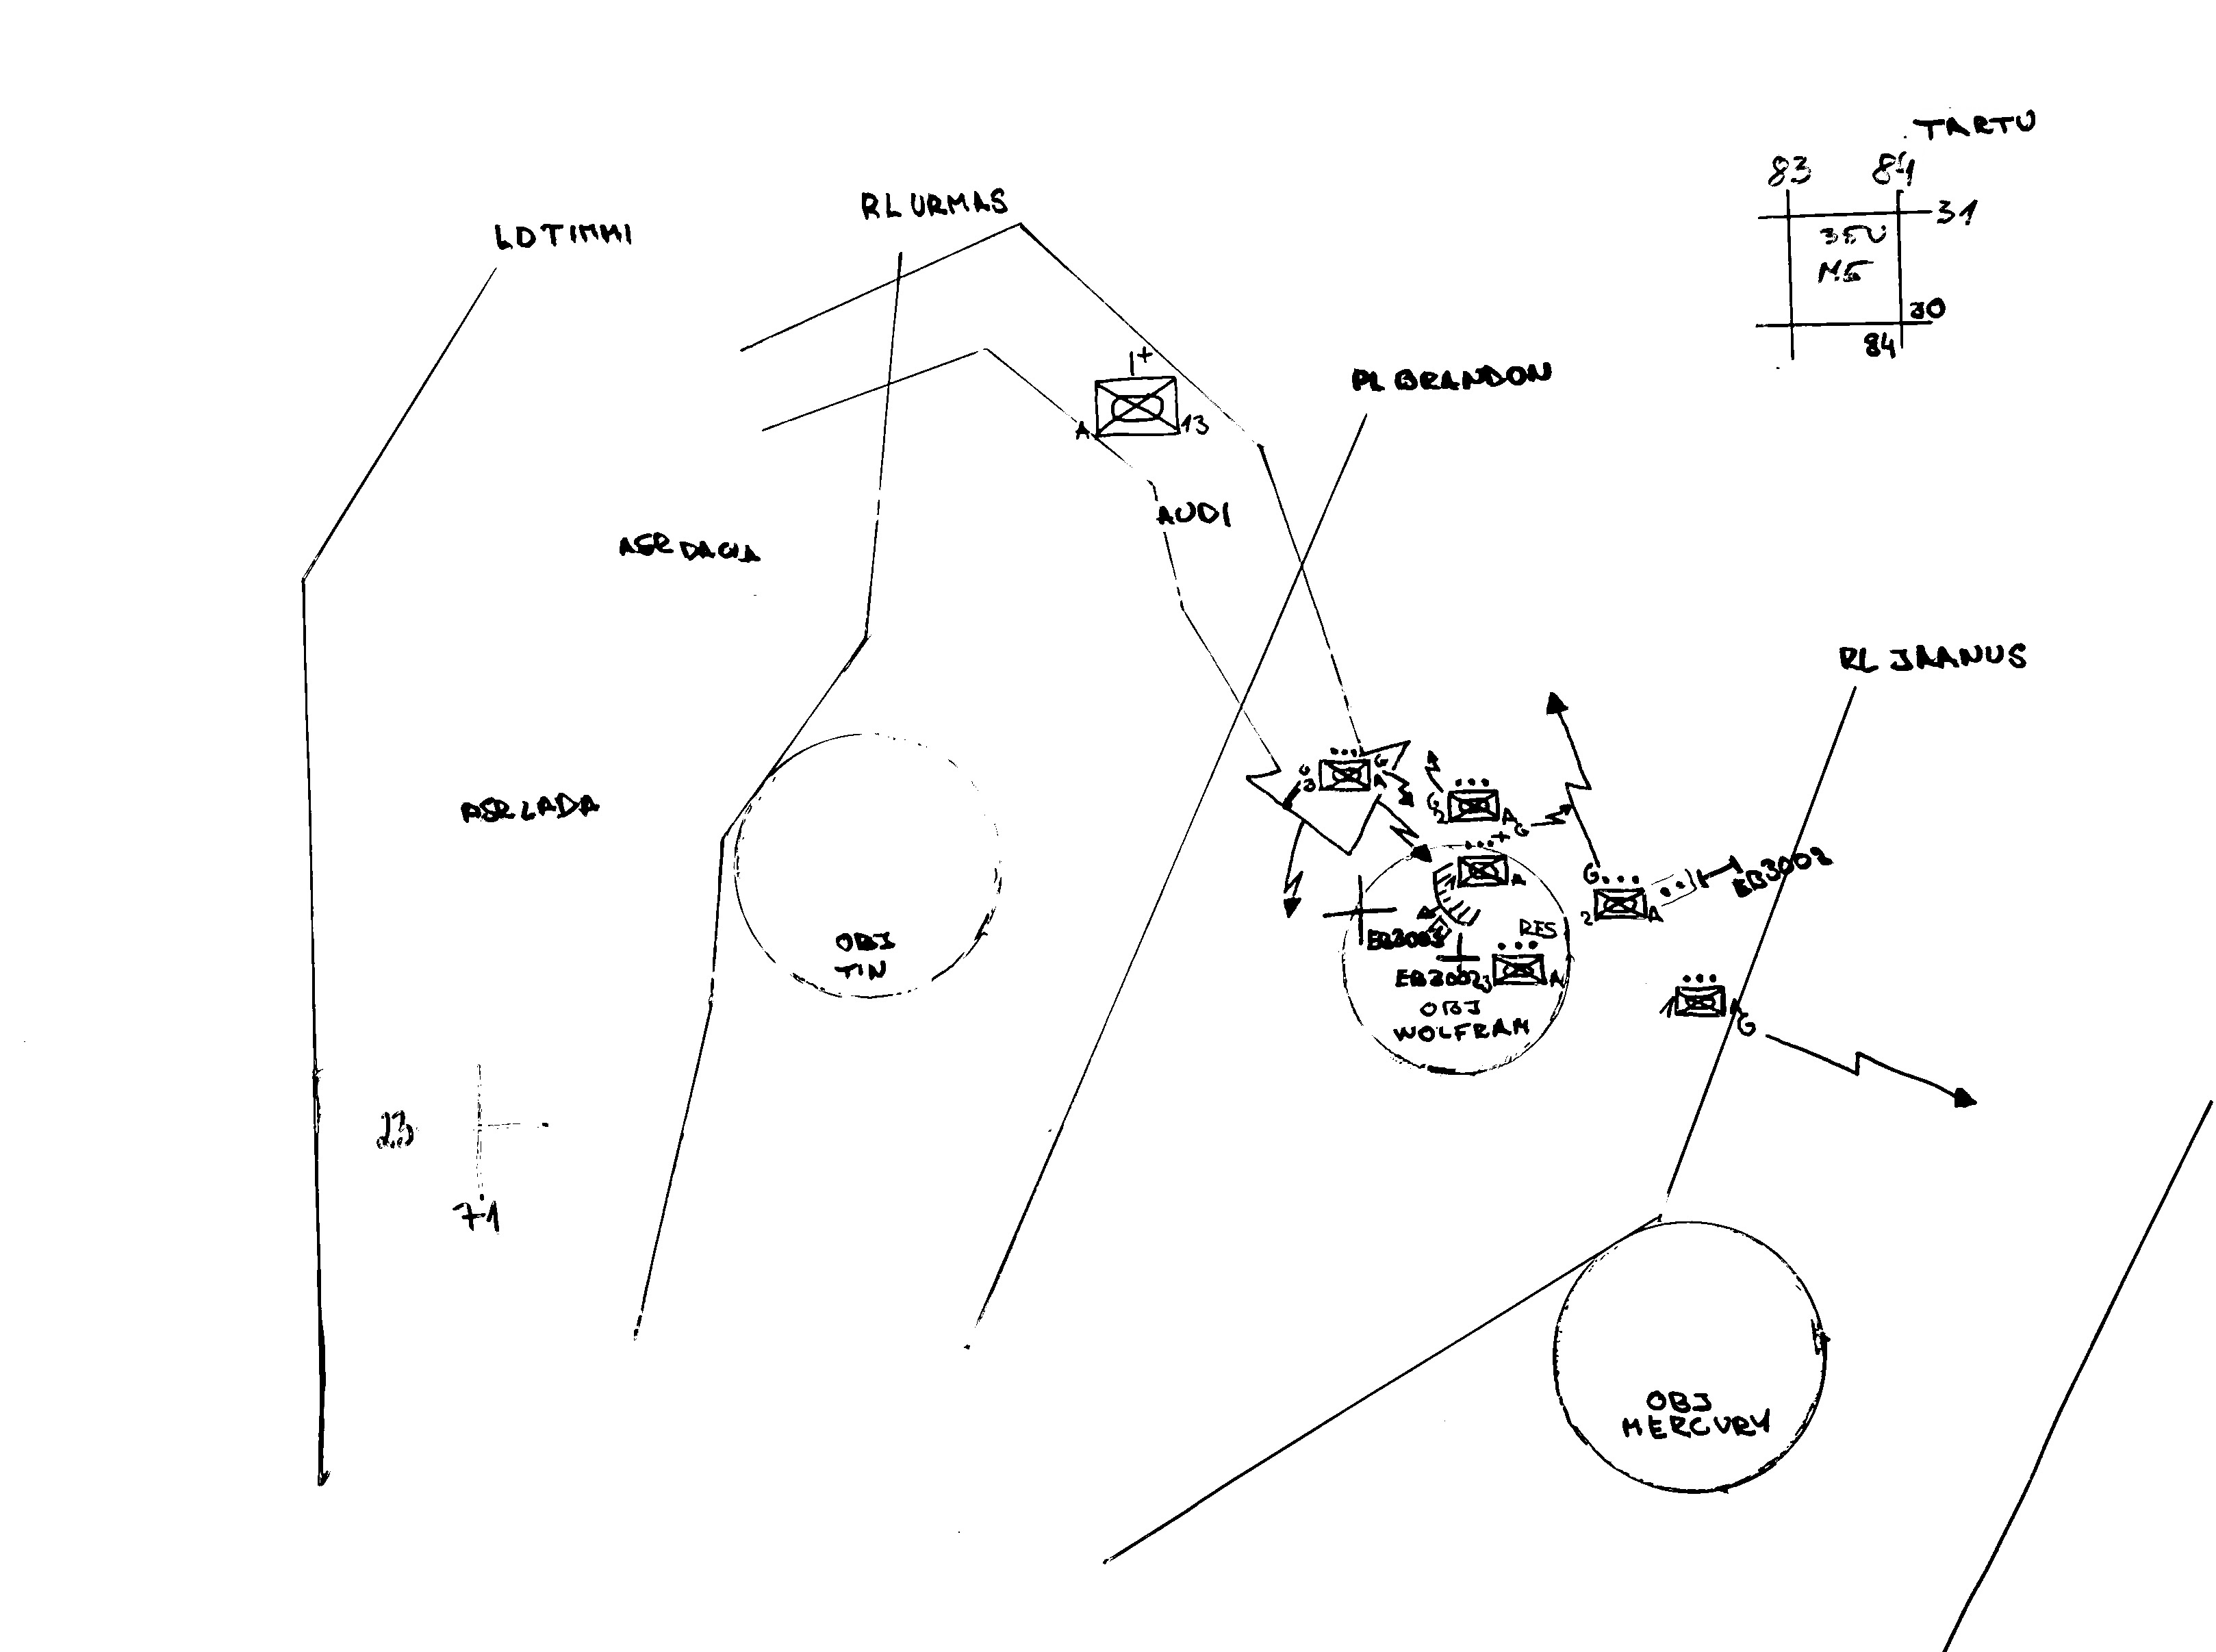 TARTU
83 84
31
35V
30
84
RL URMAS
LD TIMMI
1+
A 13
PL BRANDON
AUDI
ASR DACIA
RL JAANUS
ASR LADA
3 G
A
G
2 A
G
+
1 A
G
2 A
EB3002
RES
EB3003
EB3002
3 A
OBJ
WOLFRAM
OBJ
TIN
1 A
G
23
71
OBJ
MERCURY